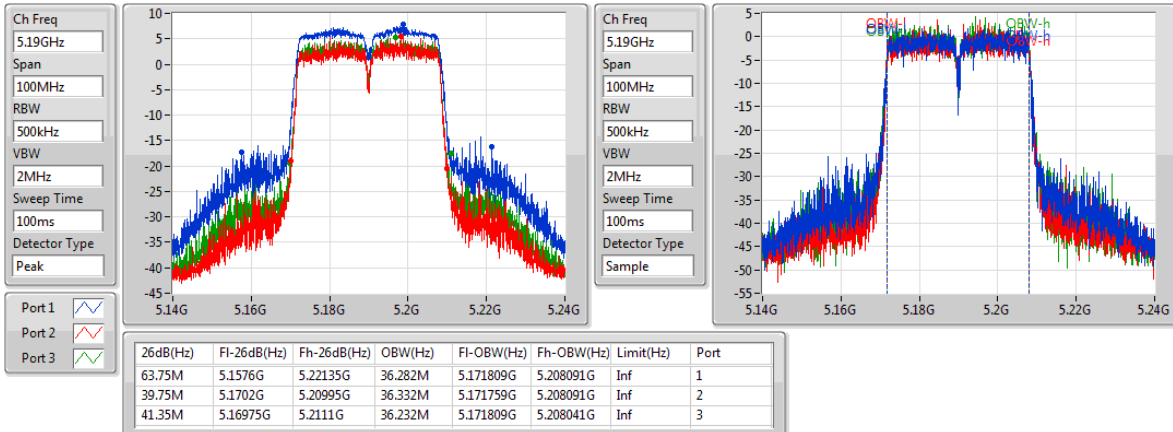 Ch Freq
5.19GHz
Span
100MHz
RBW
500kHz
VBW
2MHz
Sweep Time
100ms
Detector Type
Peak
10
5
0
-5
-10
-15
-20
-25
-30
-35
-40
-45
5.14G 5.16G 5.18G 5.2G 5.22G 5.24G
Ch Freq
5.19GHz
Span
100MHz
RBW
500kHz
VBW
2MHz
Sweep Time
100ms
Detector Type
Sample
5
0
-5
-10
-15
-20
-25
-30
-35
-40
-45
-50
-55
OBW-h
OBW-h
5.14G 5.16G 5.18G 5.2G 5.22G 5.24G
Port 1
Port 2
Port 3
26dB(Hz) Fl-26dB(Hz) Fh-26dB(Hz) OBW(Hz) Fl-OBW(Hz) Fh-OBW(Hz) Limit(Hz) Port
63.75M 5.1576G 5.22135G 36.282M 5.171809G 5.208091G Inf 1
39.75M 5.1702G 5.20995G 36.332M 5.171759G 5.208091G Inf 2
41.35M 5.16975G 5.2111G 36.232M 5.171809G 5.208041G Inf 3